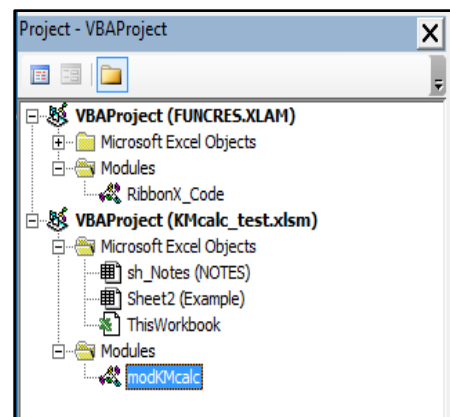 Project - VBAProject
VBAProject (FUNCRES.XLAM)
Microsoft Excel Objects
Modules
RibbonX_Code
VBAProject (KMcalc_test.xlsm)
Microsoft Excel Objects
sh_Notes (NOTES)
Sheet2 (Example)
ThisWorkbook
Modules
modKMcalc